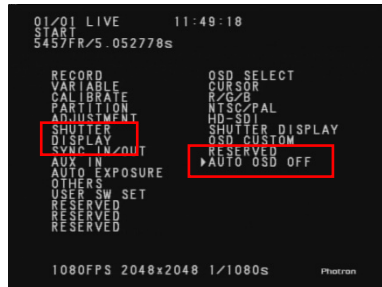 01/01 LIVE 11:49:18
START
5457FR/5.052778s
RECORD
VARIABLE
CALIBRATE
PARTITION
ADJUSTMENT
SHUTTER
DISPLAY
SYNC IN/OUT
AUX IN
AUTO EXPOSURE
OTHERS
USER SW SET
RESERVED
RESERVED
RESERVED
OSD SELECT
CURSOR
R/G/B
NTSC/PAL
HD-SDI
SHUTTER DISPLAY
OSD CUSTOM
RESERVED
▶AUTO OSD OFF
1080FPS 2048x2048 1/1080s Photron